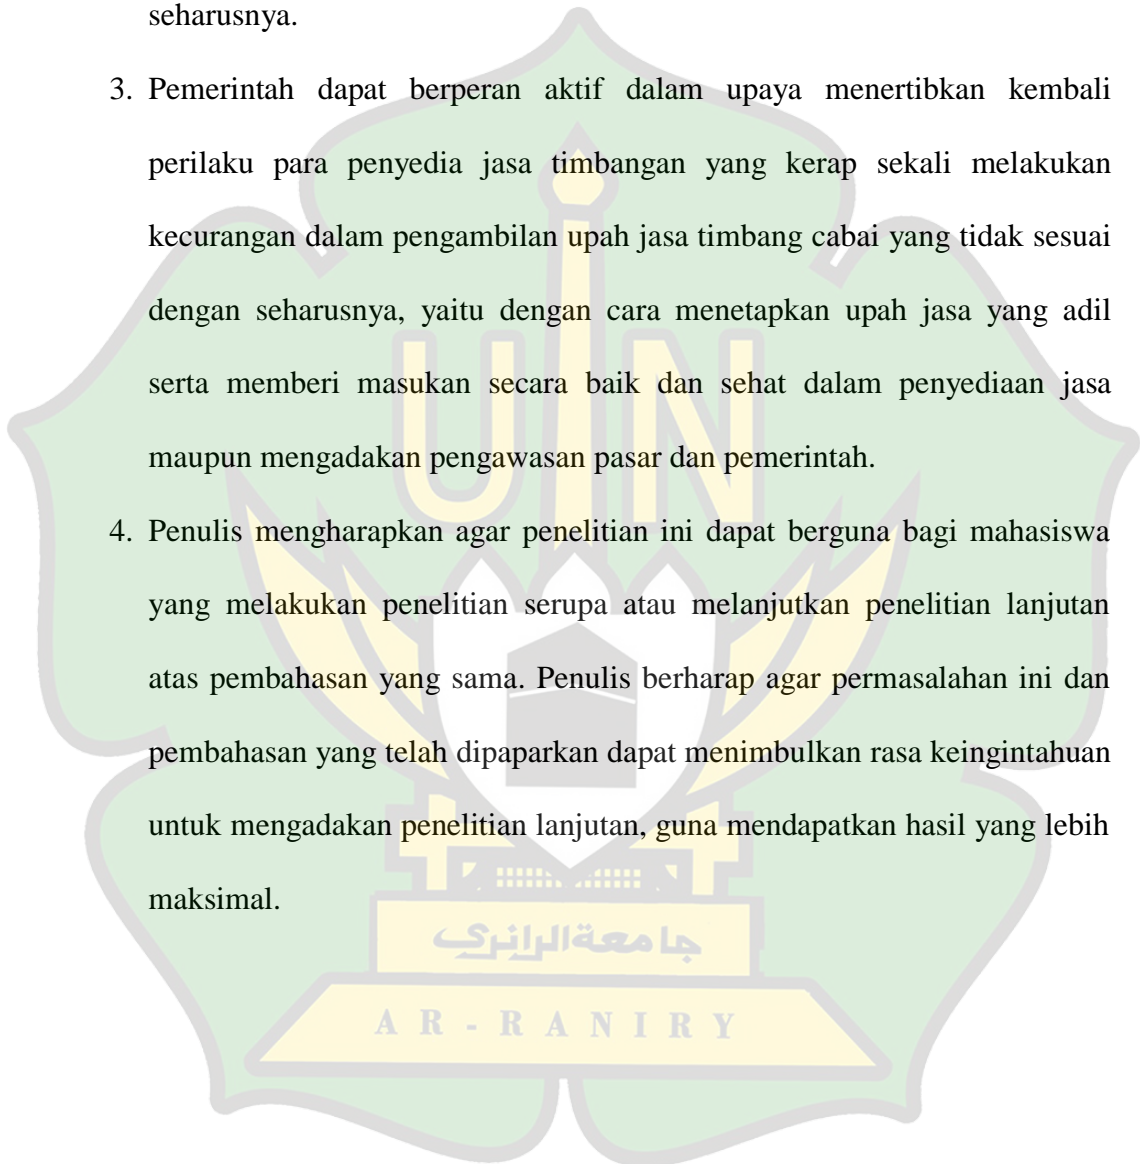 seharusnya.
3. Pemerintah dapat berperan aktif dalam upaya menertibkan kembali
perilaku para penyedia jasa timbangan yang kerap sekali melakukan
kecurangan dalam pengambilan upah jasa timbang cabai yang tidak sesuai
dengan seharusnya, yaitu dengan cara menetapkan upah jasa yang adil
serta memberi masukan secara baik dan sehat dalam penyediaan jasa
maupun mengadakan pengawasan pasar dan pemerintah.
4. Penulis mengharapkan agar penelitian ini dapat berguna bagi mahasiswa
yang melakukan penelitian serupa atau melanjutkan penelitian lanjutan
atas pembahasan yang sama. Penulis berharap agar permasalahan ini dan
pembahasan yang telah dipaparkan dapat menimbulkan rasa keingintahuan
untuk mengadakan penelitian lanjutan, guna mendapatkan hasil yang lebih
maksimal.
UIN
جامعةالرانري
AR-RANIRY